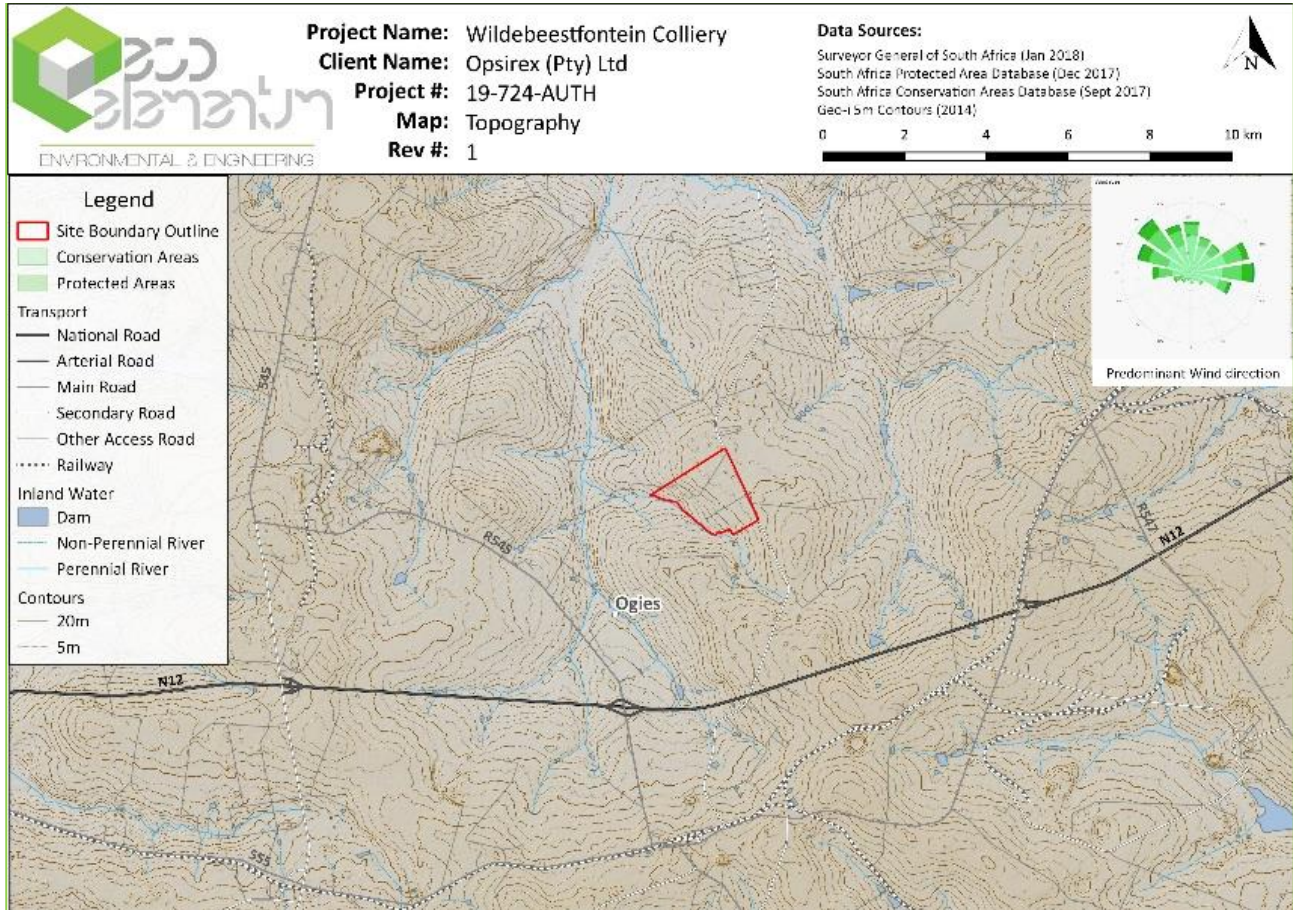 eco elementum
ENVIRONMENTAL & ENGINEERING
Project Name: Wildebeestfontein Colliery
Client Name: Opsirex (Pty) Ltd
Project #: 19-724-AUTH
Map: Topography
Rev #: 1
Data Sources:
Surveyor General of South Africa (Jan 2018)
South Africa Protected Area Database (Dec 2017)
South Africa Conservation Areas Database (Sept 2017)
Geo-i 5m Contours (2014)
0 2 4 6 8 10 km
N
Legend
Site Boundary Outline
Conservation Areas
Protected Areas
Transport
National Road
Arterial Road
Main Road
Secondary Road
Other Access Road
Railway
Inland Water
Dam
Non-Perennial River
Perennial River
Contours
20m
5m
Predominant Wind direction
545
R545
R547
N12
Ogies
N12
555